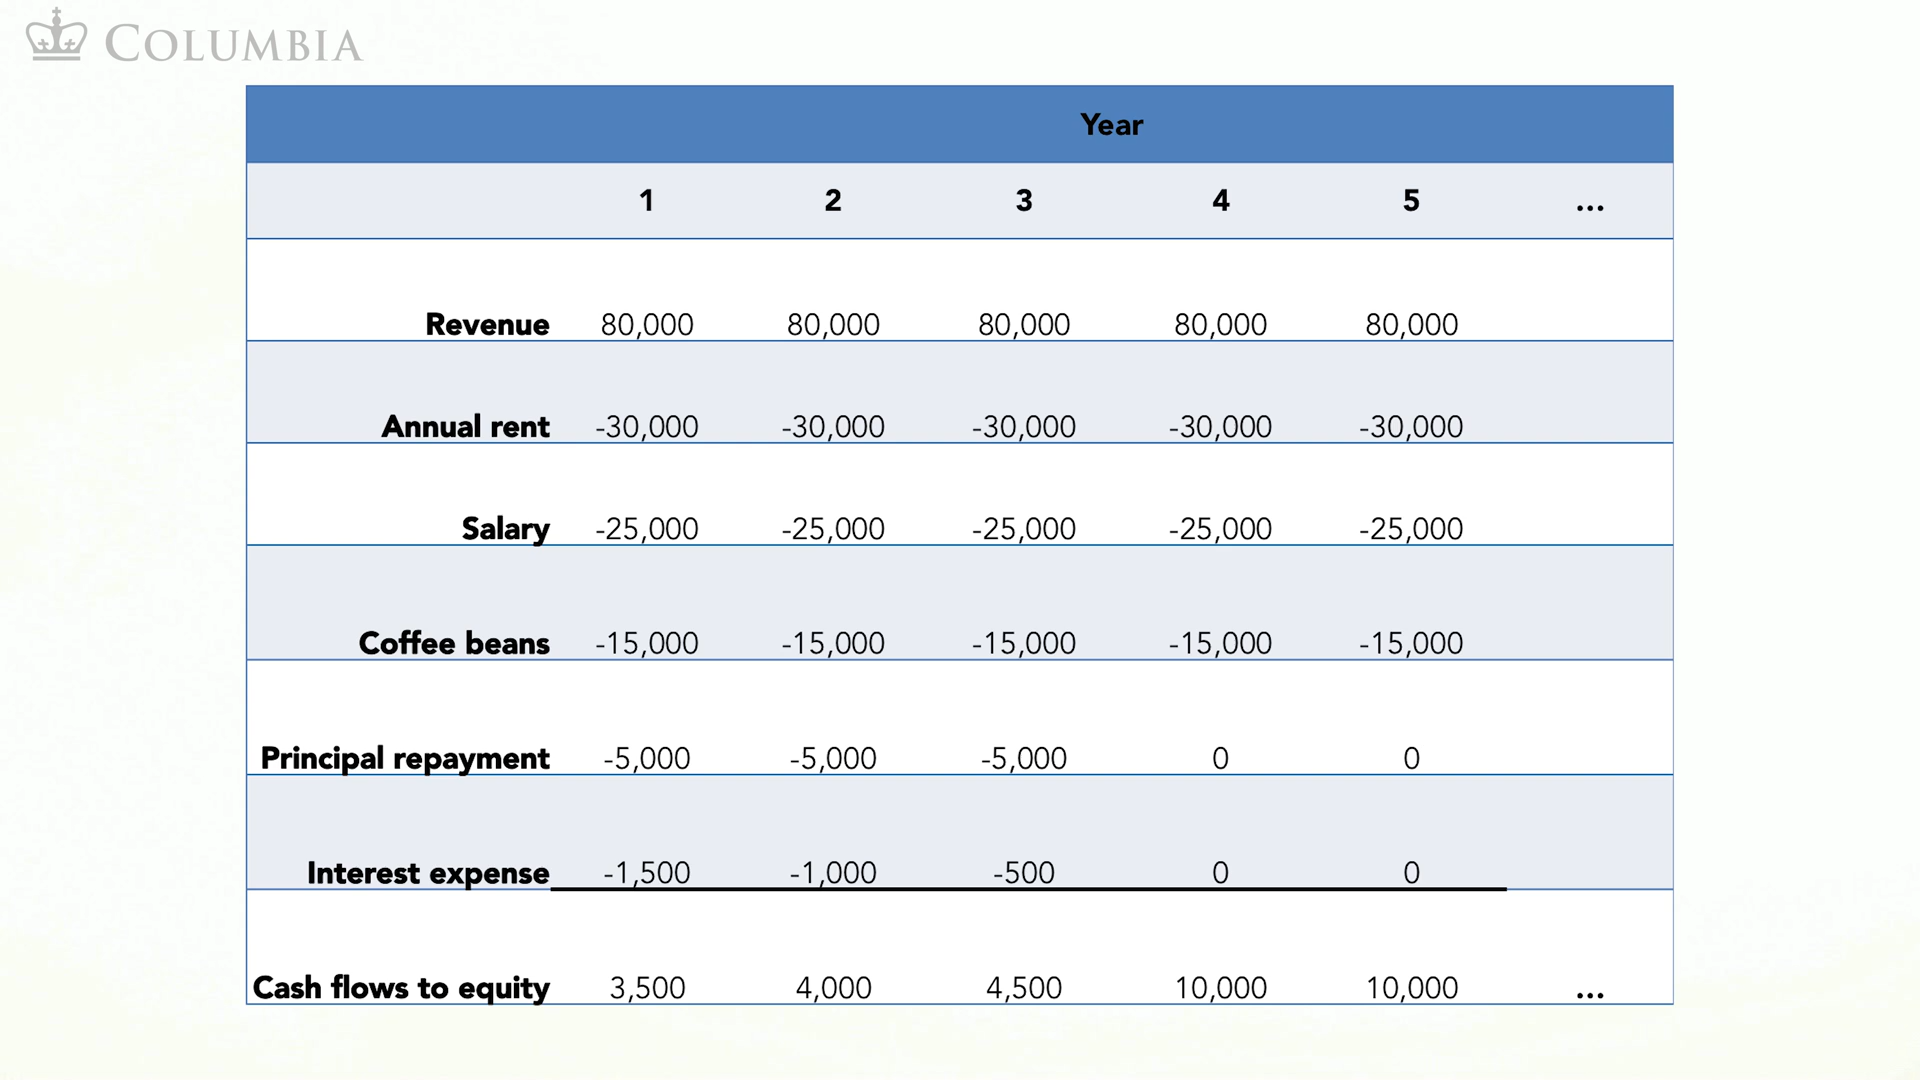 COLUMBIA
Year
1 2 3 4 5 ...
Revenue 80,000 80,000 80,000 80,000 80,000
Annual rent -30,000 -30,000 -30,000 -30,000 -30,000
Salary -25,000 -25,000 -25,000 -25,000 -25,000
Coffee beans -15,000 -15,000 -15,000 -15,000 -15,000
Principal repayment -5,000 -5,000 -5,000 0 0
Interest expense -1,500 -1,000 -500 0 0
Cash flows to equity 3,500 4,000 4,500 10,000 10,000 ...